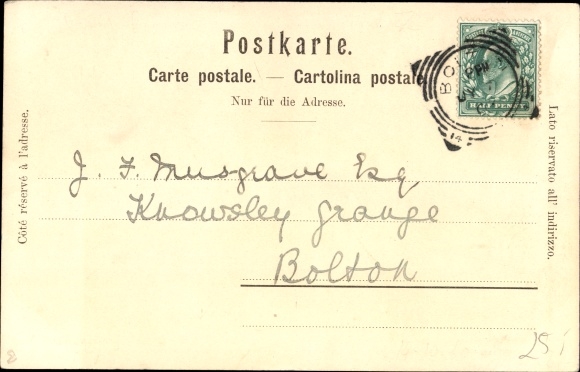 Postkarte.
Carte postale. — Cartolina postale
Nur für die Adresse.
Côté réservé à l'adresse.
Lato riservato all' indirizzo.
HALF PENNY
J. F. Musgrave Esq
Knowsley Grange
Bolton
25